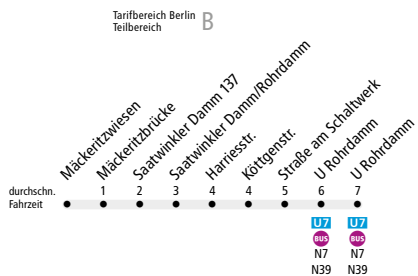 Tarifbereich Berlin
Teilbereich
B
Mäckeritzwiesen
Mäckeritzbrücke
Saatwinkler Damm 137
Saatwinkler Damm/Rohrdamm
Harriesstr.
Köttgenstr.
Straße am Schaltwerk
U Rohrdamm
U Rohrdamm
durchschn. 1 2 3 4 4 5 6 7
Fahrzeit
U7 U7
BUS BUS
N7 N7
N39 N39